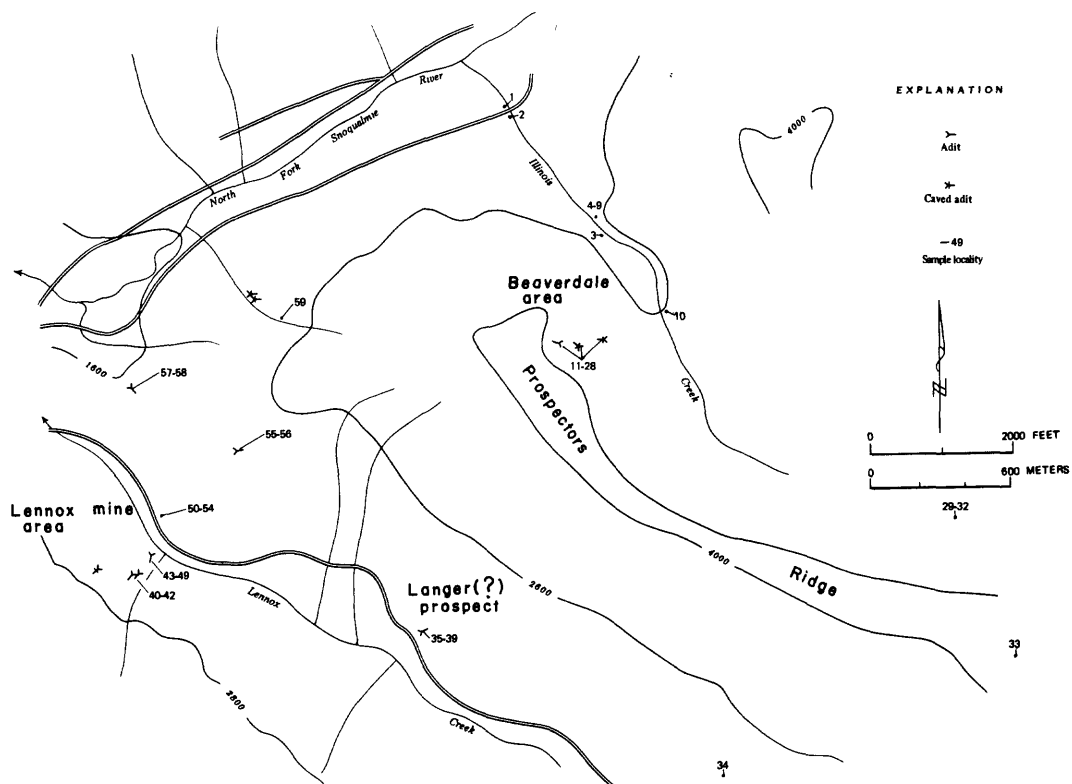 River
Snoqualmie
Fork
North
1
2
Illinois
4-9
3
Beaverdale
area
10
11-28
Creek
59
1600
57-58
55-56
Prospectors
Ridge
4000
4000
2800
Lennox mine
area
50-54
43-49
40-42
Lennox
Creek
Langer(?)
prospect
35-39
2800
29-32
33
34
EXPLANATION
Adit
Caved adit
49
Sample locality
N
0 2000 FEET
0 600 METERS